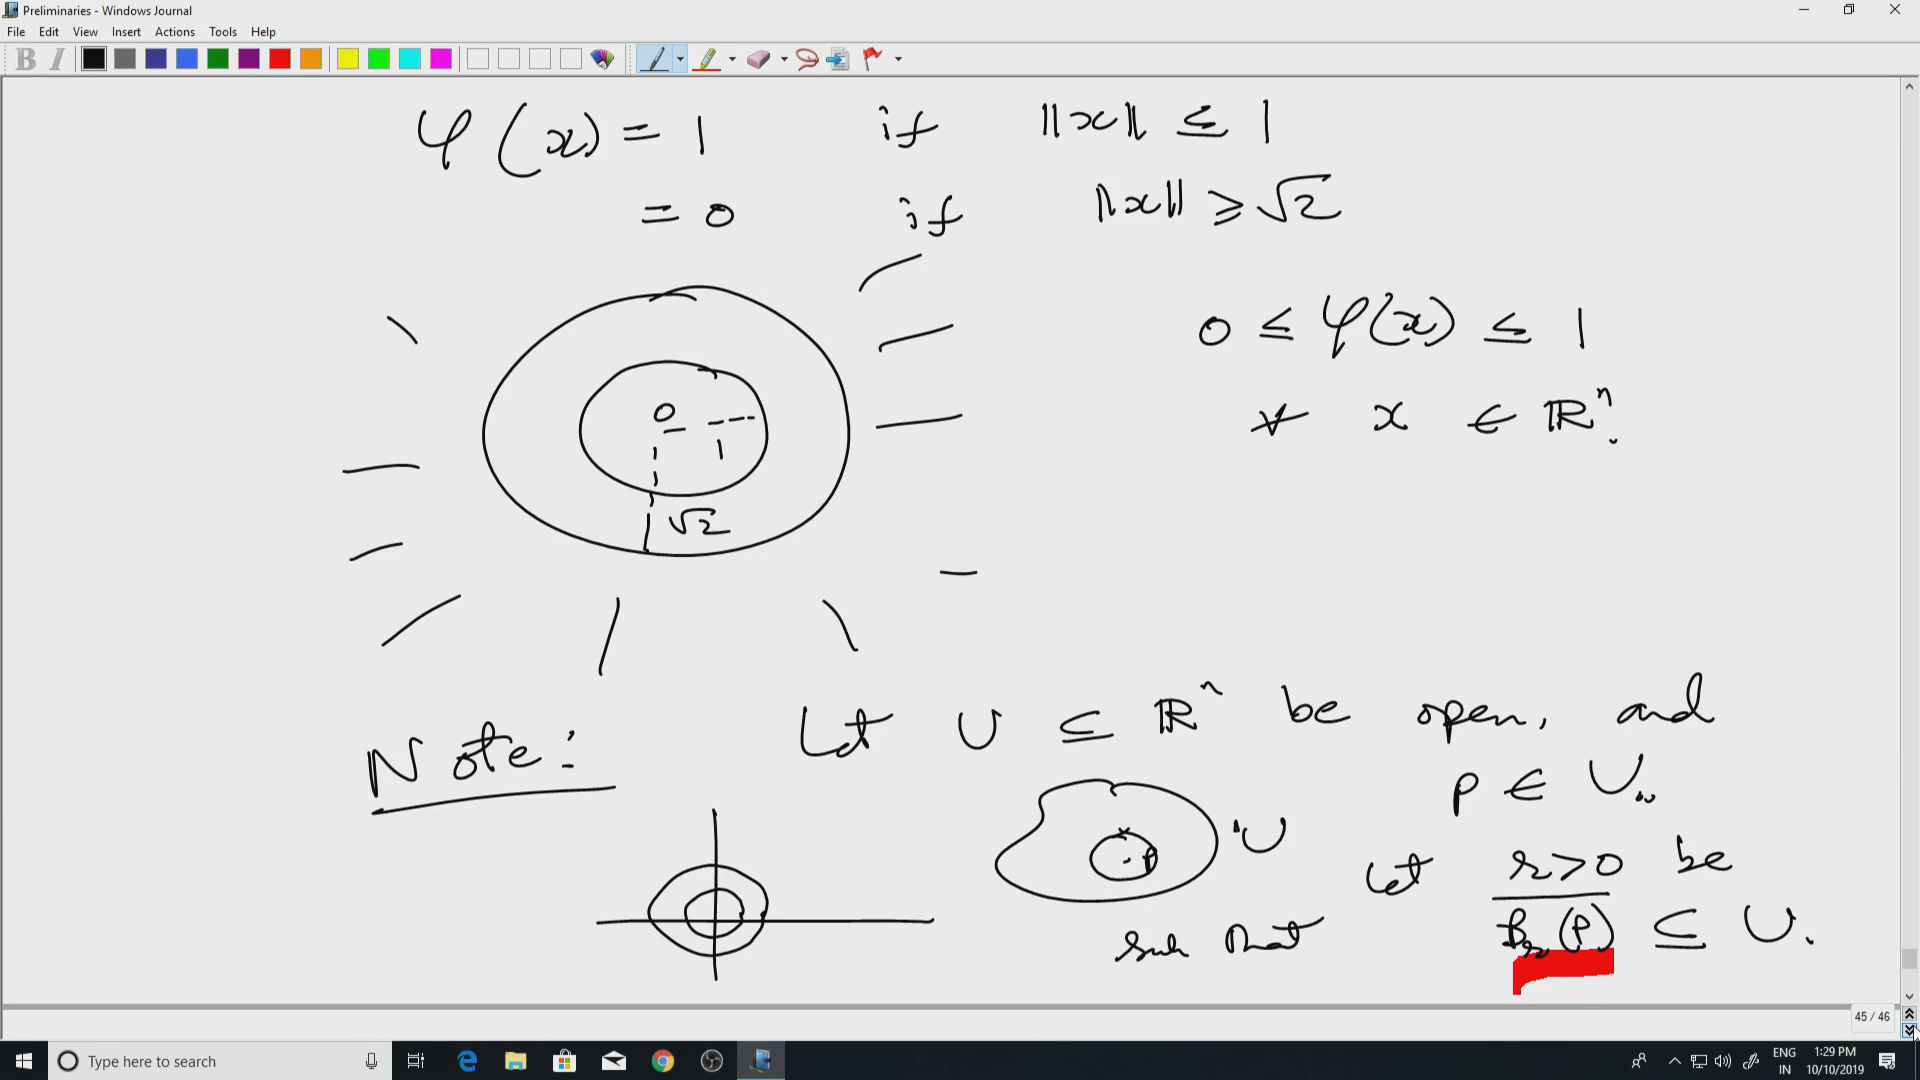 Preliminaries - Windows Journal
File Edit View Insert Actions Tools Help
B I
φ(x) = 1 if ||x|| ≤ 1
= 0 if ||x|| ≥ √2
0 ≤ φ(x) ≤ 1
∀ x ∈ ℝⁿ.
0
1
√2
Note: Let U ⊆ ℝⁿ be open, and
p ∈ U.
p U
Let r>0 be
such that B̅ᵣ(p) ⊆ U.
45 / 46
Type here to search
ENG 1:29 PM
IN 10/10/2019